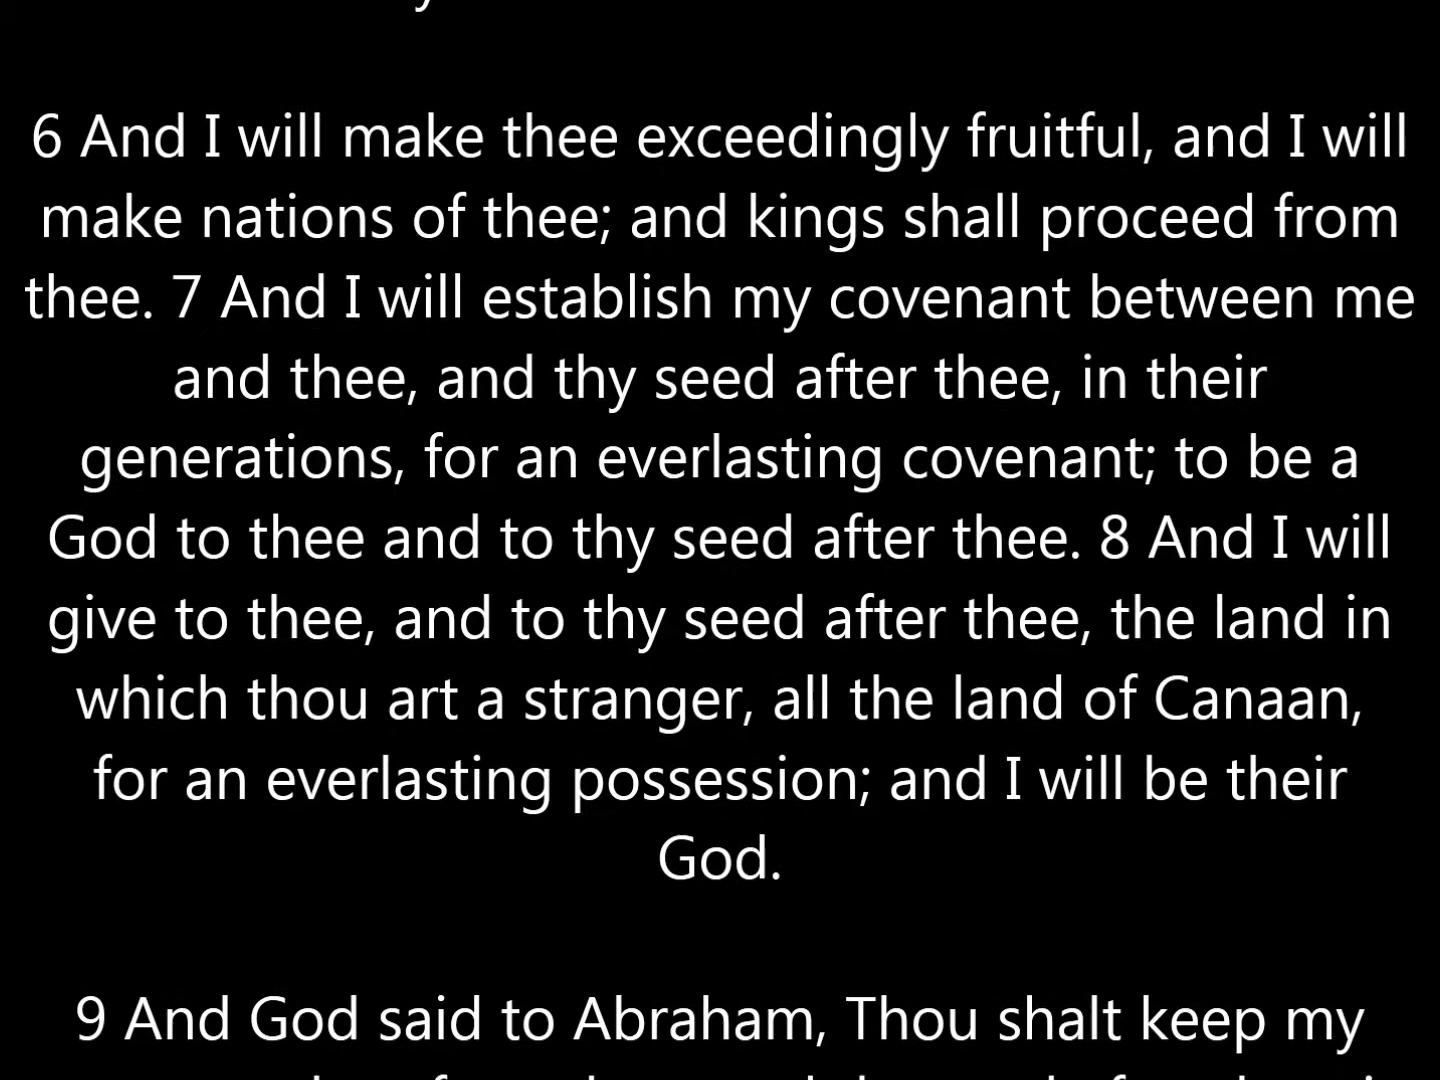 6 And I will make thee exceedingly fruitful, and I will
make nations of thee; and kings shall proceed from
thee. 7 And I will establish my covenant between me
and thee, and thy seed after thee, in their
generations, for an everlasting covenant; to be a
God to thee and to thy seed after thee. 8 And I will
give to thee, and to thy seed after thee, the land in
which thou art a stranger, all the land of Canaan,
for an everlasting possession; and I will be their
God.
9 And God said to Abraham, Thou shalt keep my